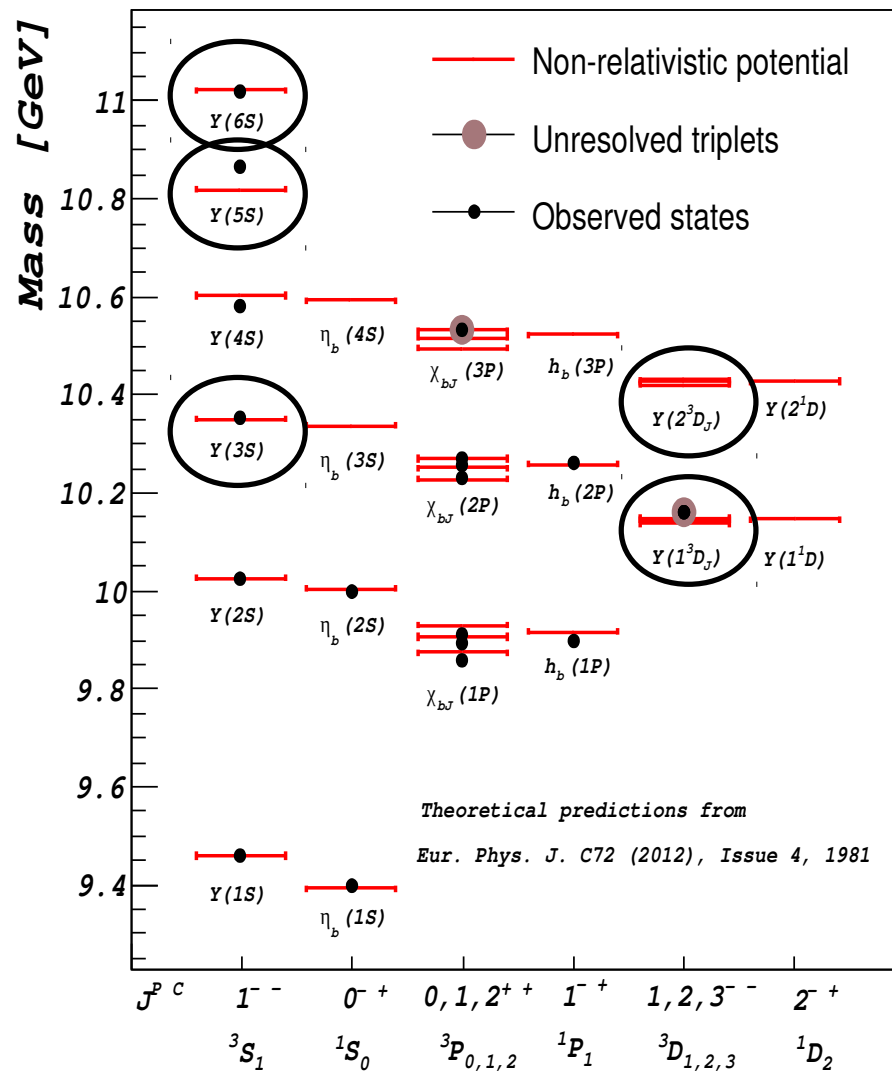 Mass [GeV]
11
10.8
10.6
10.4
10.2
10
9.8
9.6
9.4
Non-relativistic potential
Unresolved triplets
Observed states
Υ(6S)
Υ(5S)
Υ(4S)
η_b(4S)
χ_bJ(3P)
h_b(3P)
Υ(2³D_J)
Υ(2¹D)
Υ(3S)
η_b(3S)
χ_bJ(2P)
h_b(2P)
Υ(1³D_J)
Υ(1¹D)
Υ(2S)
η_b(2S)
χ_bJ(1P)
h_b(1P)
Theoretical predictions from
Eur. Phys. J. C72 (2012), Issue 4, 1981
Υ(1S)
η_b(1S)
J^PC 1^-- 0^-+ 0,1,2^++ 1^-+ 1,2,3^-- 2^-+
³S₁ ¹S₀ ³P₀,₁,₂ ¹P₁ ³D₁,₂,₃ ¹D₂